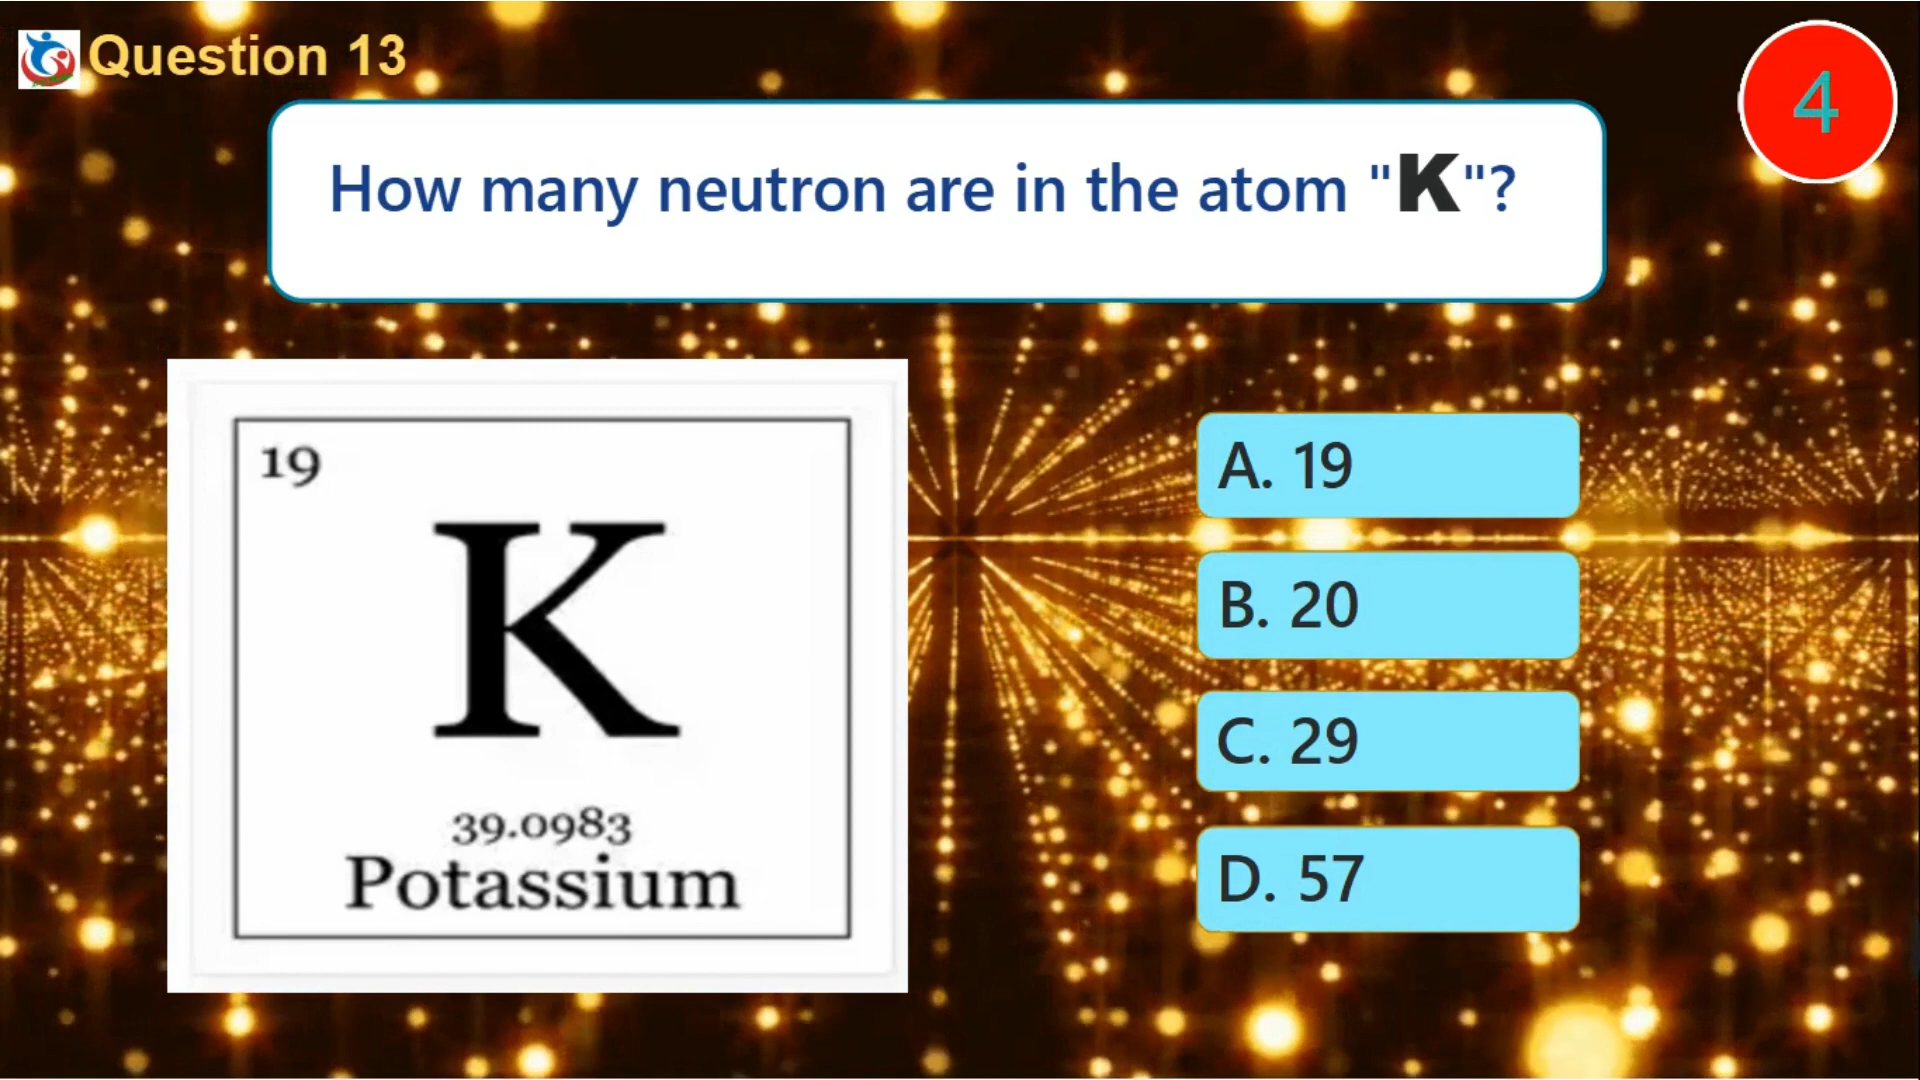 Question 13
4
How many neutron are in the atom "K"?
19
K
39.0983
Potassium
A. 19
B. 20
C. 29
D. 57